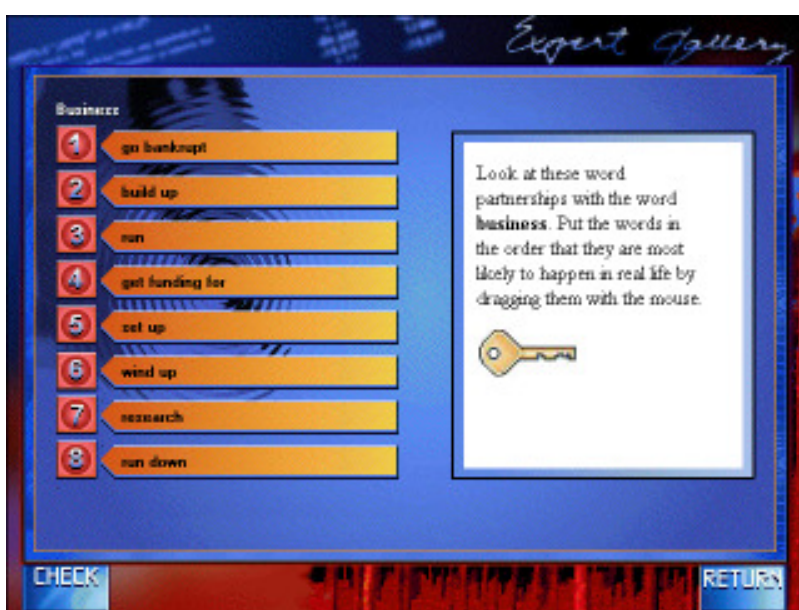 Expert Gallery
Business
1 go bankrupt
2 build up
3 run
4 get funding for
5 set up
6 wind up
7 research
8 run down
Look at these word
partnerships with the word
business. Put the words in
the order that they are most
likely to happen in real life by
dragging them with the mouse.
CHECK
RETURN